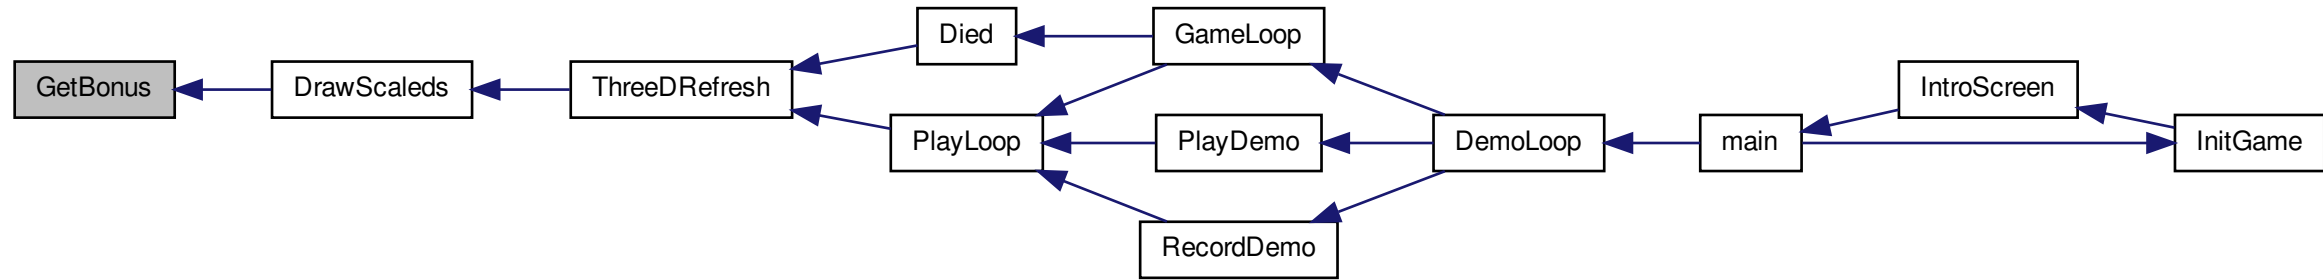 GetBonus
DrawScaleds
ThreeDRefresh
Died
PlayLoop
GameLoop
PlayDemo
RecordDemo
DemoLoop
main
IntroScreen
InitGame